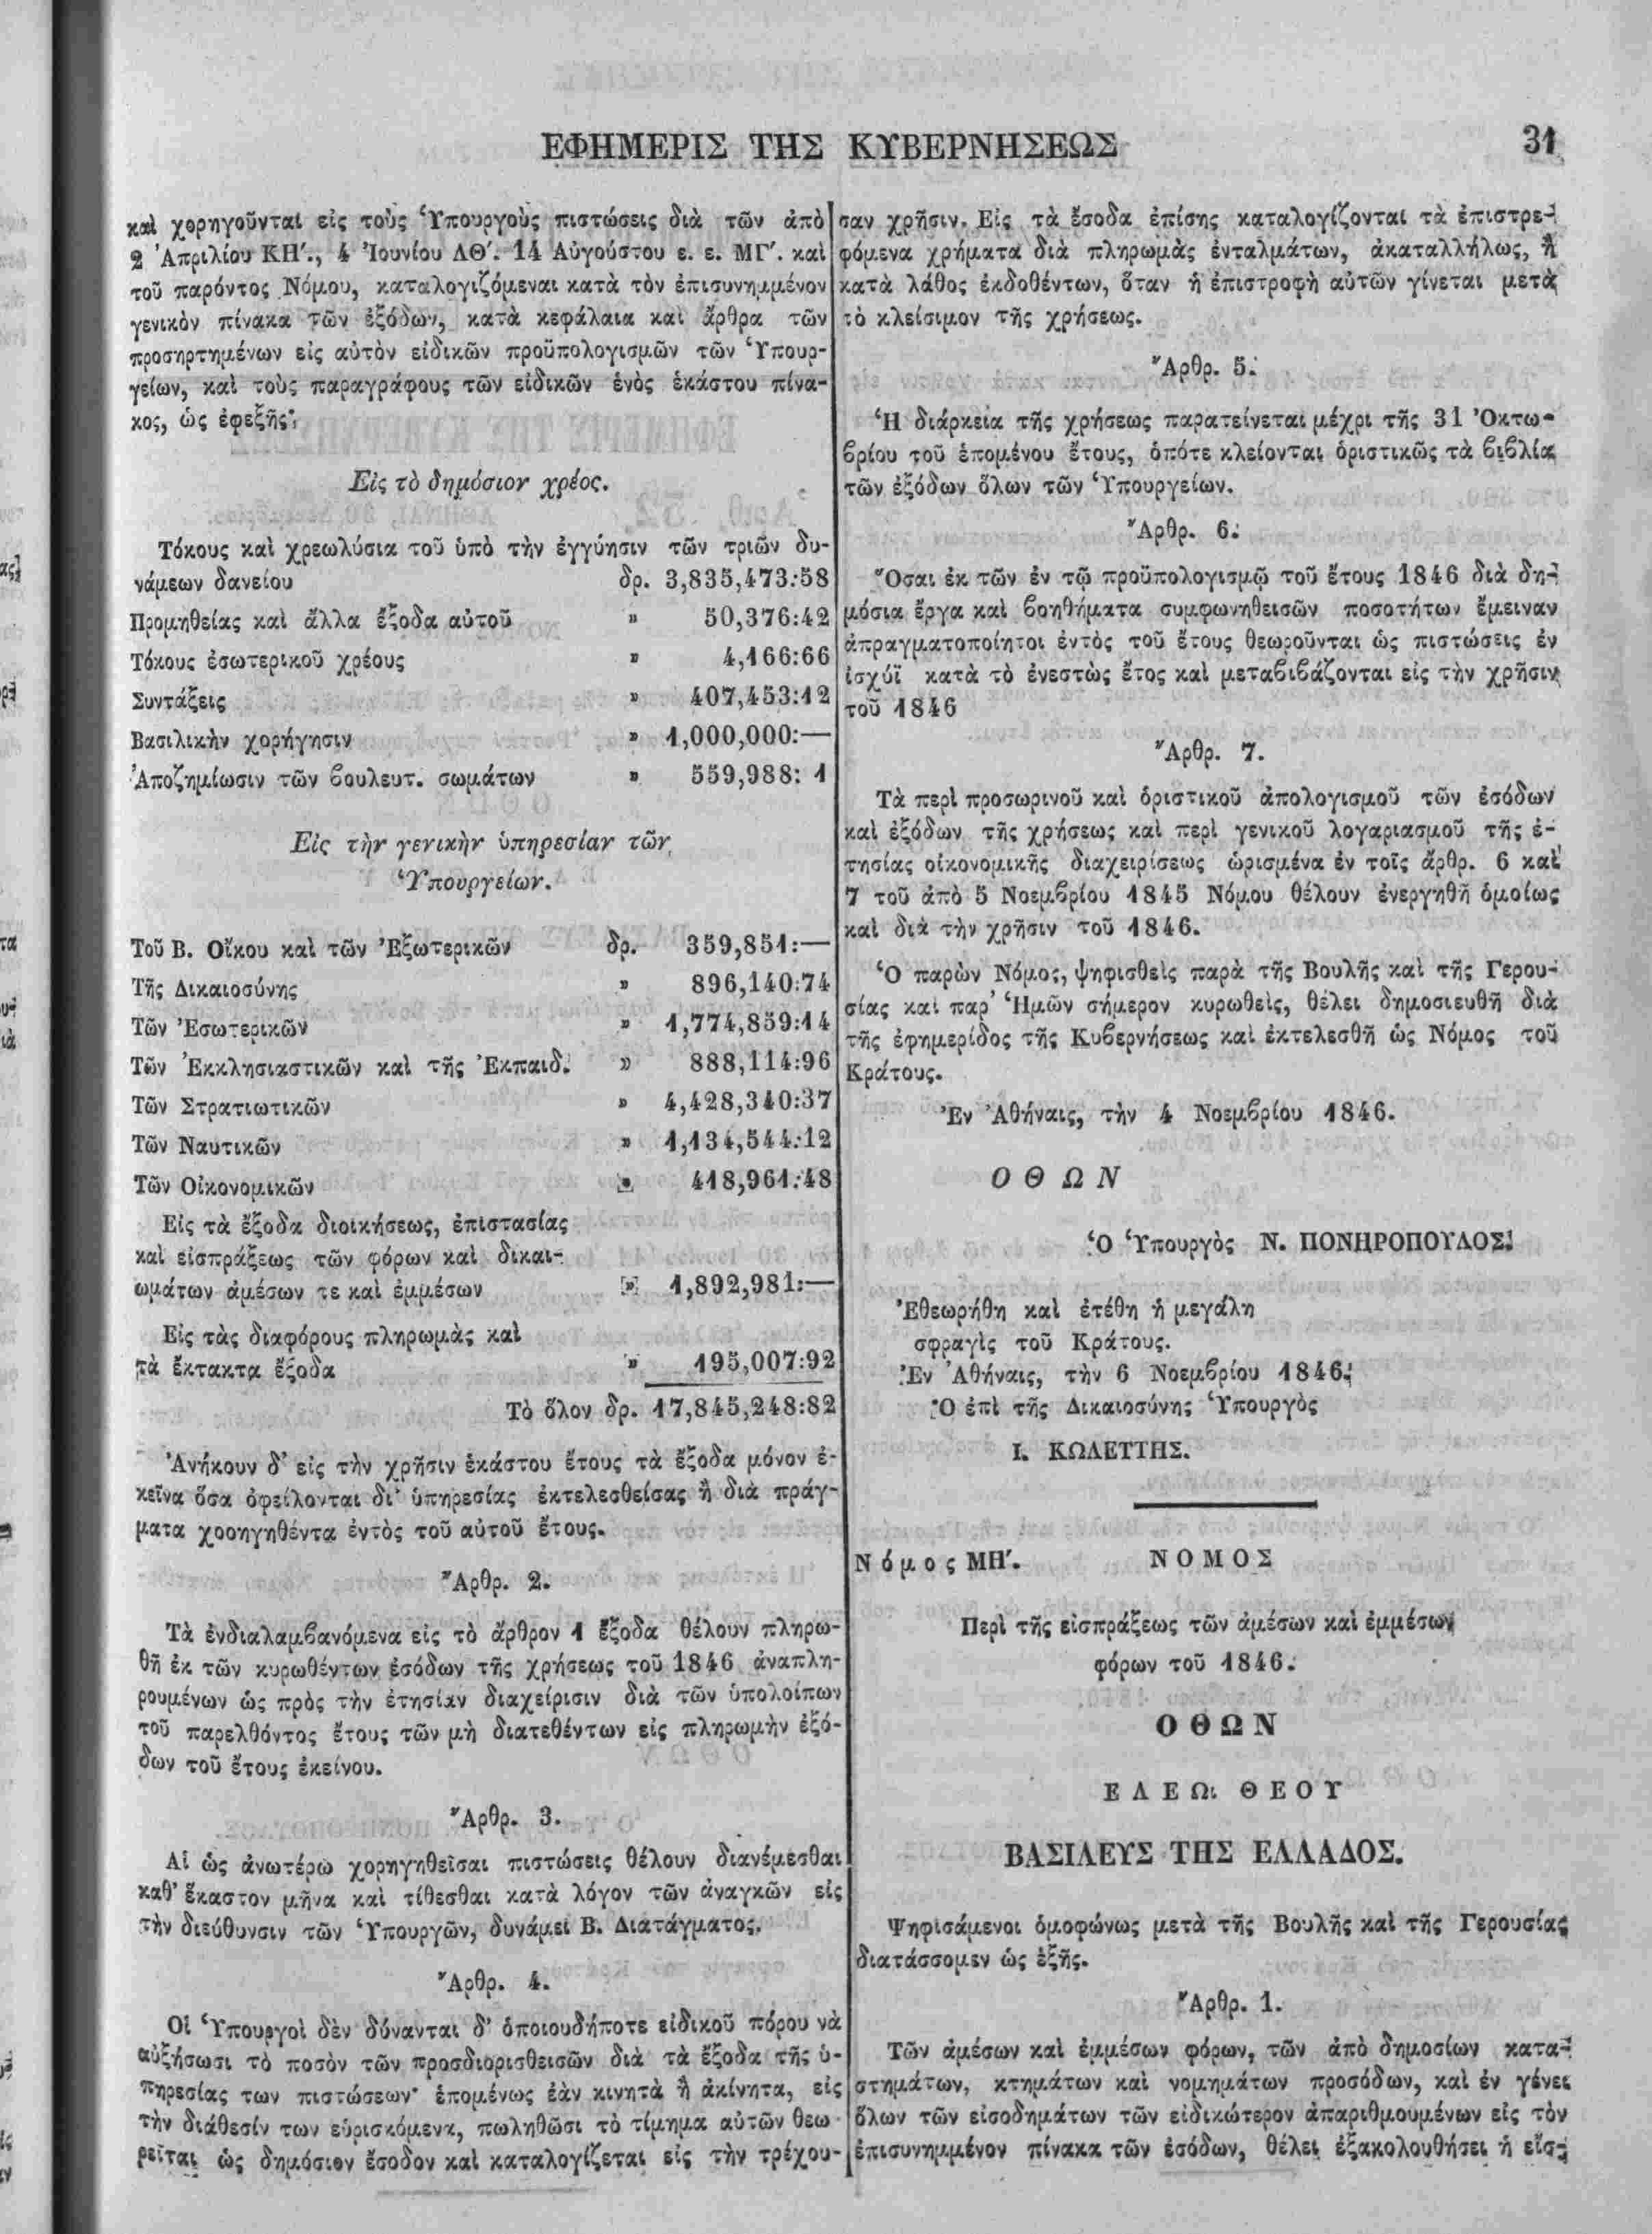 ΕΦΗΜΕΡΙΣ ΤΗΣ ΚΥΒΕΡΝΗΣΕΩΣ
31
καὶ χορηγοῦνται εἰς τοὺς Ὑπουργοὺς πιστώσεις διὰ τῶν ἀπὸ
2 Ἀπριλίου ΚΗʹ., 4 Ἰουνίου ΛΘʹ. 14 Αὐγούστου ε. ε. ΜΓʹ. καὶ
τοῦ παρόντος Νόμου, καταλογιζόμεναι κατὰ τὸν ἐπισυνημμένον
γενικὸν πίνακα τῶν ἐξόδων, κατὰ κεφάλαια καὶ ἄρθρα τῶν
προσηρτημένων εἰς αὐτὸν εἰδικῶν προϋπολογισμῶν τῶν Ὑπουρ-
γείων, καὶ τοὺς παραγράφους τῶν εἰδικῶν ἑνὸς ἑκάστου πίνα-
κος, ὡς ἐφεξῆς·
Εἰς τὸ δημόσιον χρέος.
Τόκους καὶ χρεωλύσια τοῦ ὑπὸ τὴν ἐγγύησιν τῶν τριῶν δυ-
νάμεων δανείου δρ. 3,835,473:58
Προμηθείας καὶ ἄλλα ἔξοδα αὐτοῦ » 50,376:42
Τόκους ἐσωτερικοῦ χρέους » 4,166:66
Συντάξεις » 407,453:12
Βασιλικὴν χορήγησιν » 1,000,000:—
Ἀποζημίωσιν τῶν βουλευτ. σωμάτων » 559,988: 1
Εἰς τὴν γενικὴν ὑπηρεσίαν τῶν
Ὑπουργείων.
Τοῦ Β. Οἴκου καὶ τῶν Ἐξωτερικῶν δρ. 359,851:—
Τῆς Δικαιοσύνης » 896,140:74
Τῶν Ἐσωτερικῶν » 1,774,859:14
Τῶν Ἐκκλησιαστικῶν καὶ τῆς Ἐκπαιδ. » 888,114:96
Τῶν Στρατιωτικῶν » 4,428,340:37
Τῶν Ναυτικῶν » 1,134,544:12
Τῶν Οἰκονομικῶν » 418,961:48
Εἰς τὰ ἔξοδα διοικήσεως, ἐπιστασίας
καὶ εἰσπράξεως τῶν φόρων καὶ δικαι-
ωμάτων ἀμέσων τε καὶ ἐμμέσων » 1,892,981:—
Εἰς τὰς διαφόρους πληρωμὰς καὶ
τὰ ἔκτακτα ἔξοδα » 195,007:92
Τὸ ὅλον δρ. 17,845,248:82
Ἀνήκουν δ' εἰς τὴν χρῆσιν ἑκάστου ἔτους τὰ ἔξοδα μόνον ἐ-
κεῖνα ὅσα ὀφείλονται δι' ὑπηρεσίας ἐκτελεσθείσας ἢ διὰ πράγ-
ματα χορηγηθέντα ἐντὸς τοῦ αὐτοῦ ἔτους.
Ἄρθρ. 2.
Τὰ ἐνδιαλαμβανόμενα εἰς τὸ ἄρθρον 1 ἔξοδα θέλουν πληρω-
θῆ ἐκ τῶν κυρωθέντων ἐσόδων τῆς χρήσεως τοῦ 1846 ἀναπλη-
ρουμένων ὡς πρὸς τὴν ἐτησίαν διαχείρισιν διὰ τῶν ὑπολοίπων
τοῦ παρελθόντος ἔτους τῶν μὴ διατεθέντων εἰς πληρωμὴν ἐξό-
δων τοῦ ἔτους ἐκείνου.
Ἄρθρ. 3.
Αἱ ὡς ἀνωτέρω χορηγηθεῖσαι πιστώσεις θέλουν διανέμεσθαι
καθ' ἕκαστον μῆνα καὶ τίθεσθαι κατὰ λόγον τῶν ἀναγκῶν εἰς
τὴν διεύθυνσιν τῶν Ὑπουργῶν, δυνάμει Β. Διατάγματος.
Ἄρθρ. 4.
Οἱ Ὑπουργοὶ δὲν δύνανται δ' ὁποιουδήποτε εἰδικοῦ πόρου νὰ
αὐξήσωσι τὸ ποσὸν τῶν προσδιορισθεισῶν διὰ τὰ ἔξοδα τῆς ὑ-
πηρεσίας των πιστώσεων· ἑπομένως ἐὰν κινητὰ ἢ ἀκίνητα, εἰς
τὴν διάθεσίν των εὑρισκόμενα, πωληθῶσι τὸ τίμημα αὐτῶν θεω
ρεῖται ὡς δημόσιον ἔσοδον καὶ καταλογίζεται εἰς τὴν τρέχου-
σαν χρῆσιν. Εἰς τὰ ἔσοδα ἐπίσης καταλογίζονται τὰ ἐπιστρε-
φόμενα χρήματα διὰ πληρωμὰς ἐνταλμάτων, ἀκαταλλήλως, ἢ
κατὰ λάθος ἐκδοθέντων, ὅταν ἡ ἐπιστροφὴ αὐτῶν γίνεται μετὰ
τὸ κλείσιμον τῆς χρήσεως.
Ἄρθρ. 5.
Ἡ διάρκεια τῆς χρήσεως παρατείνεται μέχρι τῆς 31 Ὀκτω-
βρίου τοῦ ἑπομένου ἔτους, ὁπότε κλείονται ὁριστικῶς τὰ βιβλία
τῶν ἐξόδων ὅλων τῶν Ὑπουργείων.
Ἄρθρ. 6.
Ὅσαι ἐκ τῶν ἐν τῷ προϋπολογισμῷ τοῦ ἔτους 1846 διὰ δη-
μόσια ἔργα καὶ βοηθήματα συμφωνηθεισῶν ποσοτήτων ἔμειναν
ἀπραγματοποίητοι ἐντὸς τοῦ ἔτους θεωροῦνται ὡς πιστώσεις ἐν
ἰσχύϊ κατὰ τὸ ἐνεστὼς ἔτος καὶ μεταβιβάζονται εἰς τὴν χρῆσιν
τοῦ 1846
Ἄρθρ. 7.
Τὰ περὶ προσωρινοῦ καὶ ὁριστικοῦ ἀπολογισμοῦ τῶν ἐσόδων
καὶ ἐξόδων τῆς χρήσεως καὶ περὶ γενικοῦ λογαριασμοῦ τῆς ἐ-
τησίας οἰκονομικῆς διαχειρίσεως ὡρισμένα ἐν τοῖς ἄρθρ. 6 καὶ
7 τοῦ ἀπὸ 5 Νοεμβρίου 1845 Νόμου θέλουν ἐνεργηθῆ ὁμοίως
καὶ διὰ τὴν χρῆσιν τοῦ 1846.
Ὁ παρὼν Νόμος, ψηφισθεὶς παρὰ τῆς Βουλῆς καὶ τῆς Γερου-
σίας καὶ παρ' Ἡμῶν σήμερον κυρωθεὶς, θέλει δημοσιευθῆ διὰ
τῆς ἐφημερίδος τῆς Κυβερνήσεως καὶ ἐκτελεσθῆ ὡς Νόμος τοῦ
Κράτους.
Ἐν Ἀθήναις, τὴν 4 Νοεμβρίου 1846.
ΟΘΩΝ
Ὁ Ὑπουργὸς Ν. ΠΟΝΗΡΟΠΟΥΛΟΣ.
Ἐθεωρήθη καὶ ἐτέθη ἡ μεγάλη
σφραγὶς τοῦ Κράτους.
Ἐν Ἀθήναις, τὴν 6 Νοεμβρίου 1846.
Ὁ ἐπὶ τῆς Δικαιοσύνης Ὑπουργὸς
Ι. ΚΩΛΕΤΤΗΣ.
Νόμος ΜΗʹ. ΝΟΜΟΣ
Περὶ τῆς εἰσπράξεως τῶν ἀμέσων καὶ ἐμμέσων
φόρων τοῦ 1846.
ΟΘΩΝ
ΕΛΕΩι ΘΕΟΥ
ΒΑΣΙΛΕΥΣ ΤΗΣ ΕΛΛΑΔΟΣ.
Ψηφισάμενοι ὁμοφώνως μετὰ τῆς Βουλῆς καὶ τῆς Γερουσίας
διατάσσομεν ὡς ἑξῆς.
Ἄρθρ. 1.
Τῶν ἀμέσων καὶ ἐμμέσων φόρων, τῶν ἀπὸ δημοσίων κατα-
στημάτων, κτημάτων καὶ νομημάτων προσόδων, καὶ ἐν γένει
ὅλων τῶν εἰσοδημάτων τῶν εἰδικώτερον ἀπαριθμουμένων εἰς τὸν
ἐπισυνημμένον πίνακα τῶν ἐσόδων, θέλει ἐξακολουθήσει ἡ εἴσ-